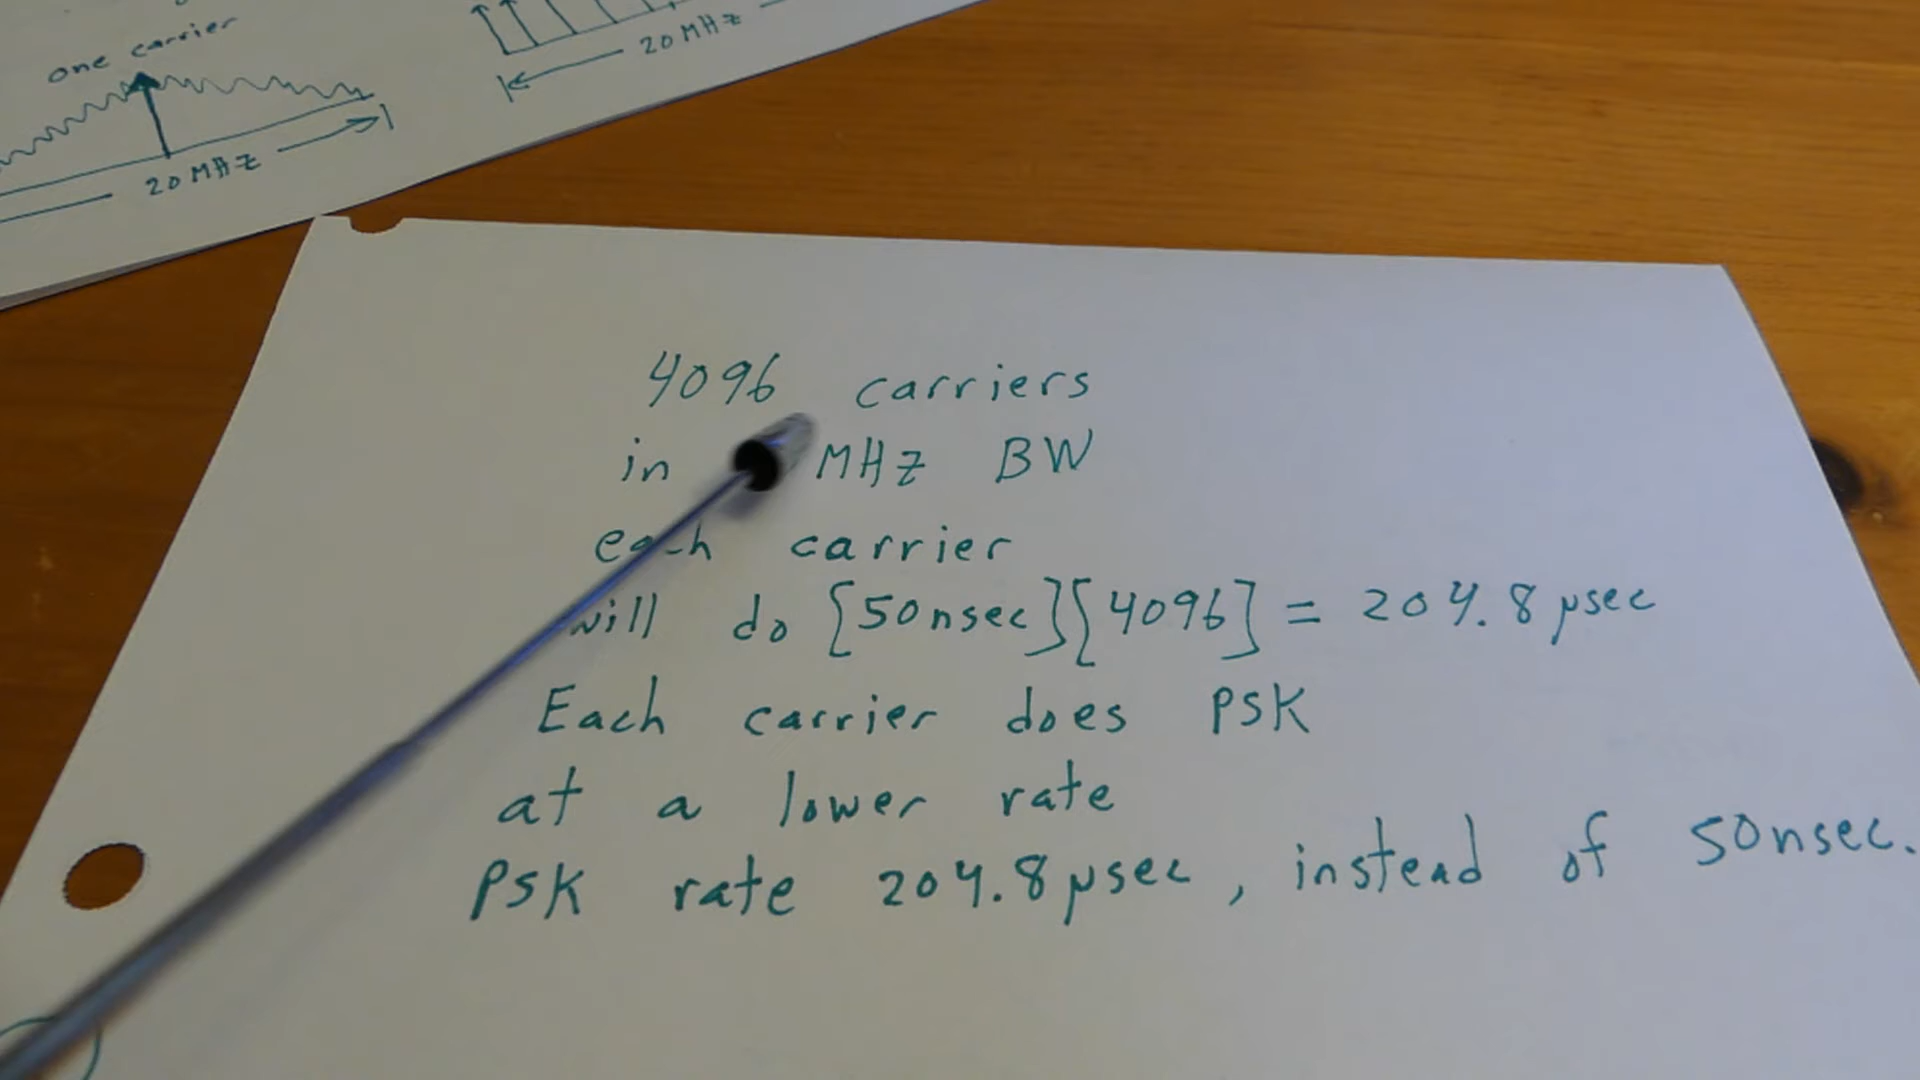 one carrier
20 MHz
20 MHz
4096 carriers
in MHz BW
each carrier
will do [50nsec][4096] = 204.8 µsec
Each carrier does PSK
at a lower rate
PSK rate 204.8 µsec, instead of 50nsec.